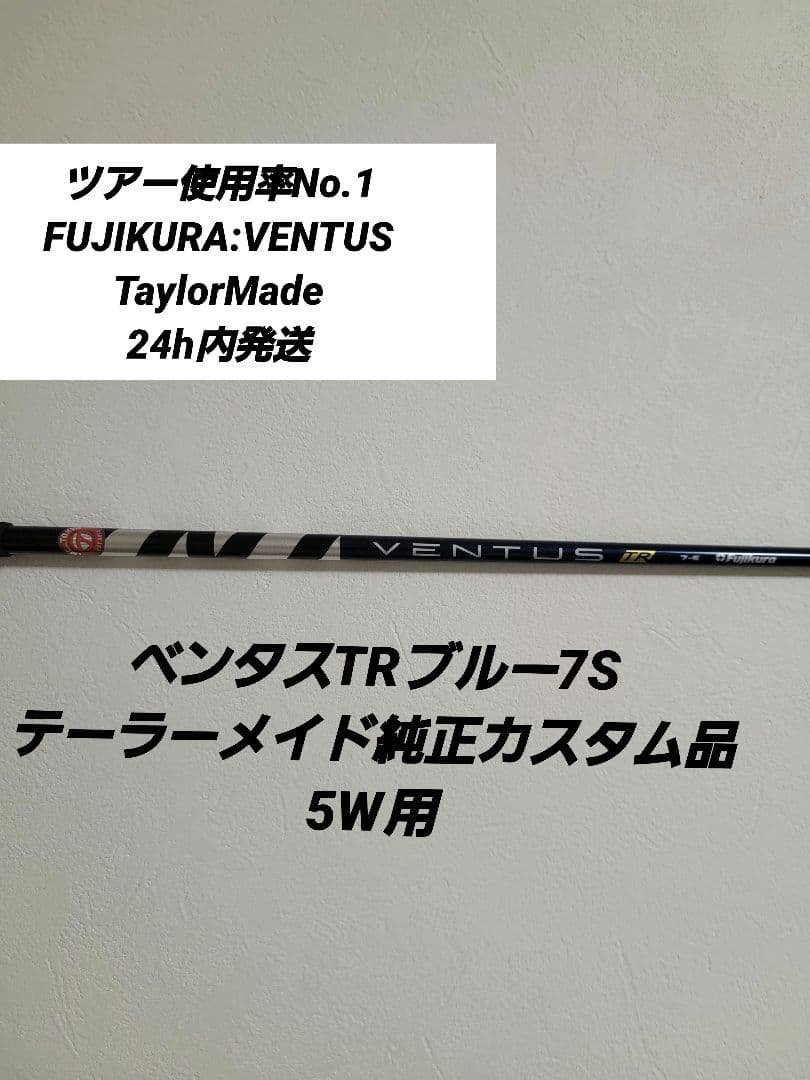 ツアー使用率No.1
FUJIKURA:VENTUS
TaylorMade
24h内発送
VENTUS TR 7-S Fujikura
ベンタスTRブルー7S
テーラーメイド純正カスタム品
5W用